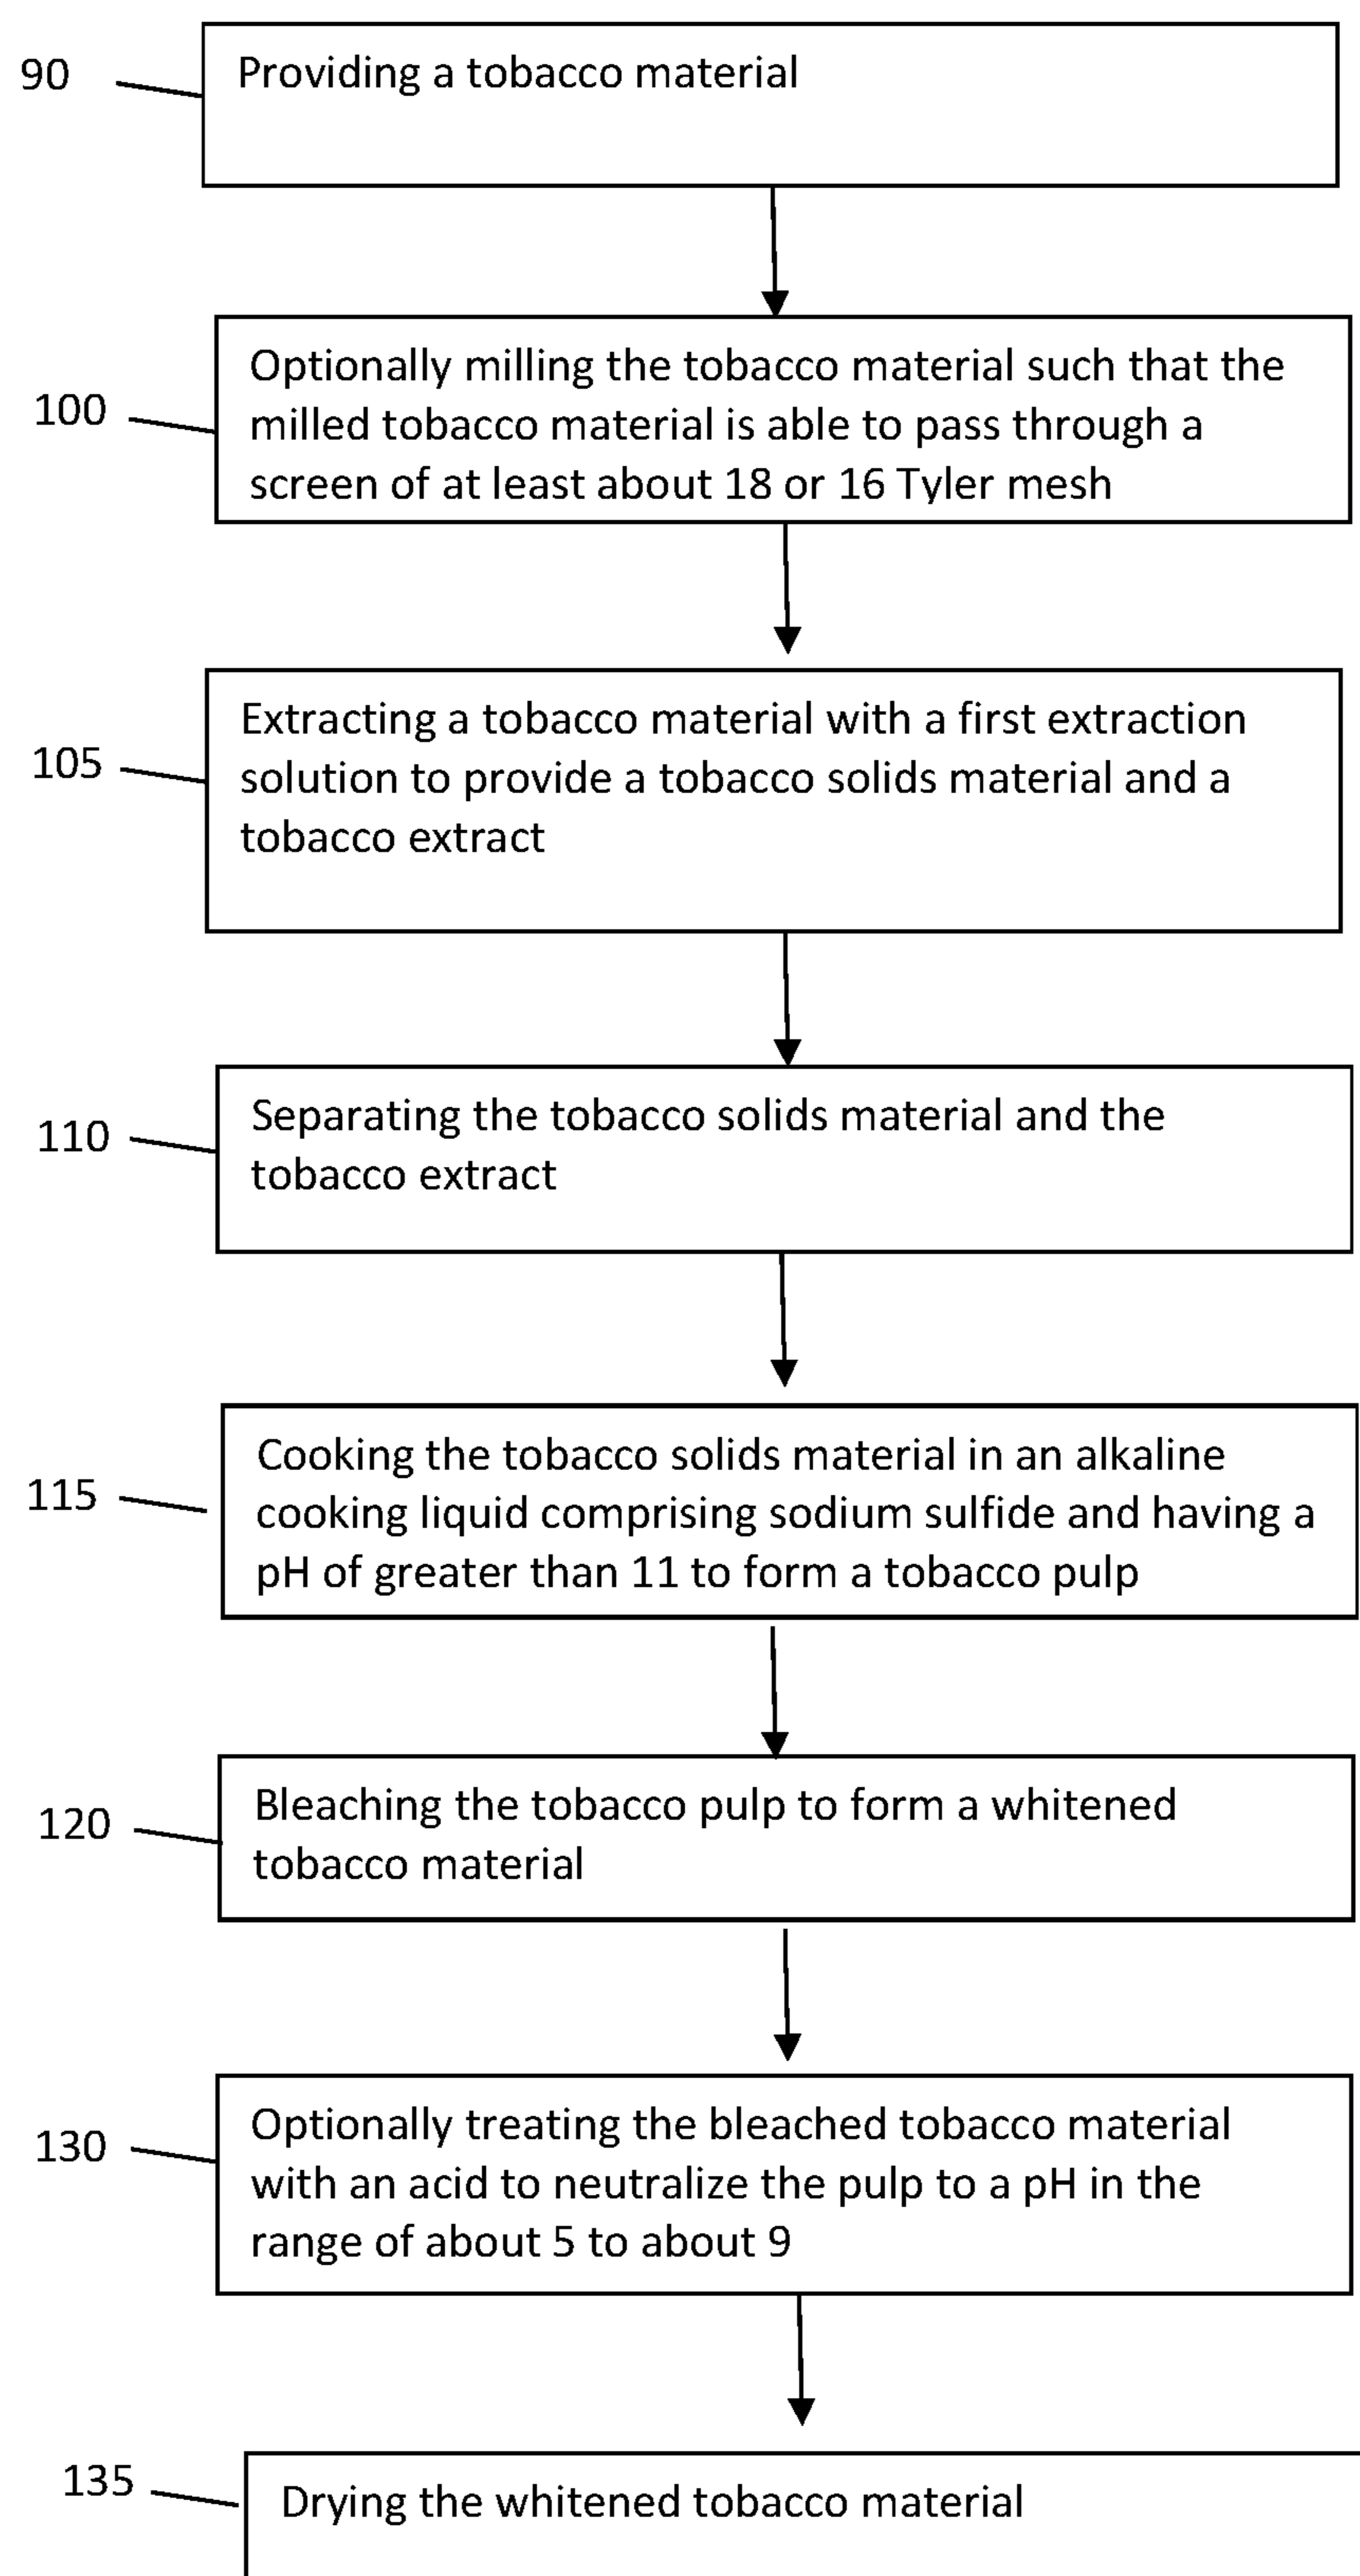 90
Providing a tobacco material
100
Optionally milling the tobacco material such that the
milled tobacco material is able to pass through a
screen of at least about 18 or 16 Tyler mesh
105
Extracting a tobacco material with a first extraction
solution to provide a tobacco solids material and a
tobacco extract
110
Separating the tobacco solids material and the
tobacco extract
115
Cooking the tobacco solids material in an alkaline
cooking liquid comprising sodium sulfide and having a
pH of greater than 11 to form a tobacco pulp
120
Bleaching the tobacco pulp to form a whitened
tobacco material
130
Optionally treating the bleached tobacco material
with an acid to neutralize the pulp to a pH in the
range of about 5 to about 9
135
Drying the whitened tobacco material